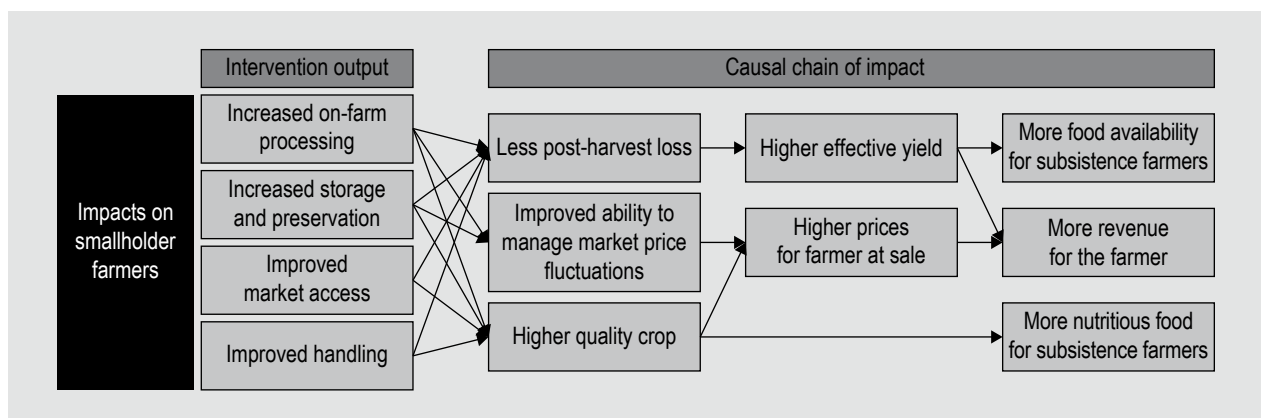 Intervention output
Causal chain of impact
Impacts on
smallholder
farmers
Increased on-farm
processing
Increased storage
and preservation
Improved
market access
Improved handling
Less post-harvest loss
Improved ability to
manage market price
fluctuations
Higher quality crop
Higher effective yield
Higher prices
for farmer at sale
More food availability
for subsistence farmers
More revenue
for the farmer
More nutritious food
for subsistence farmers